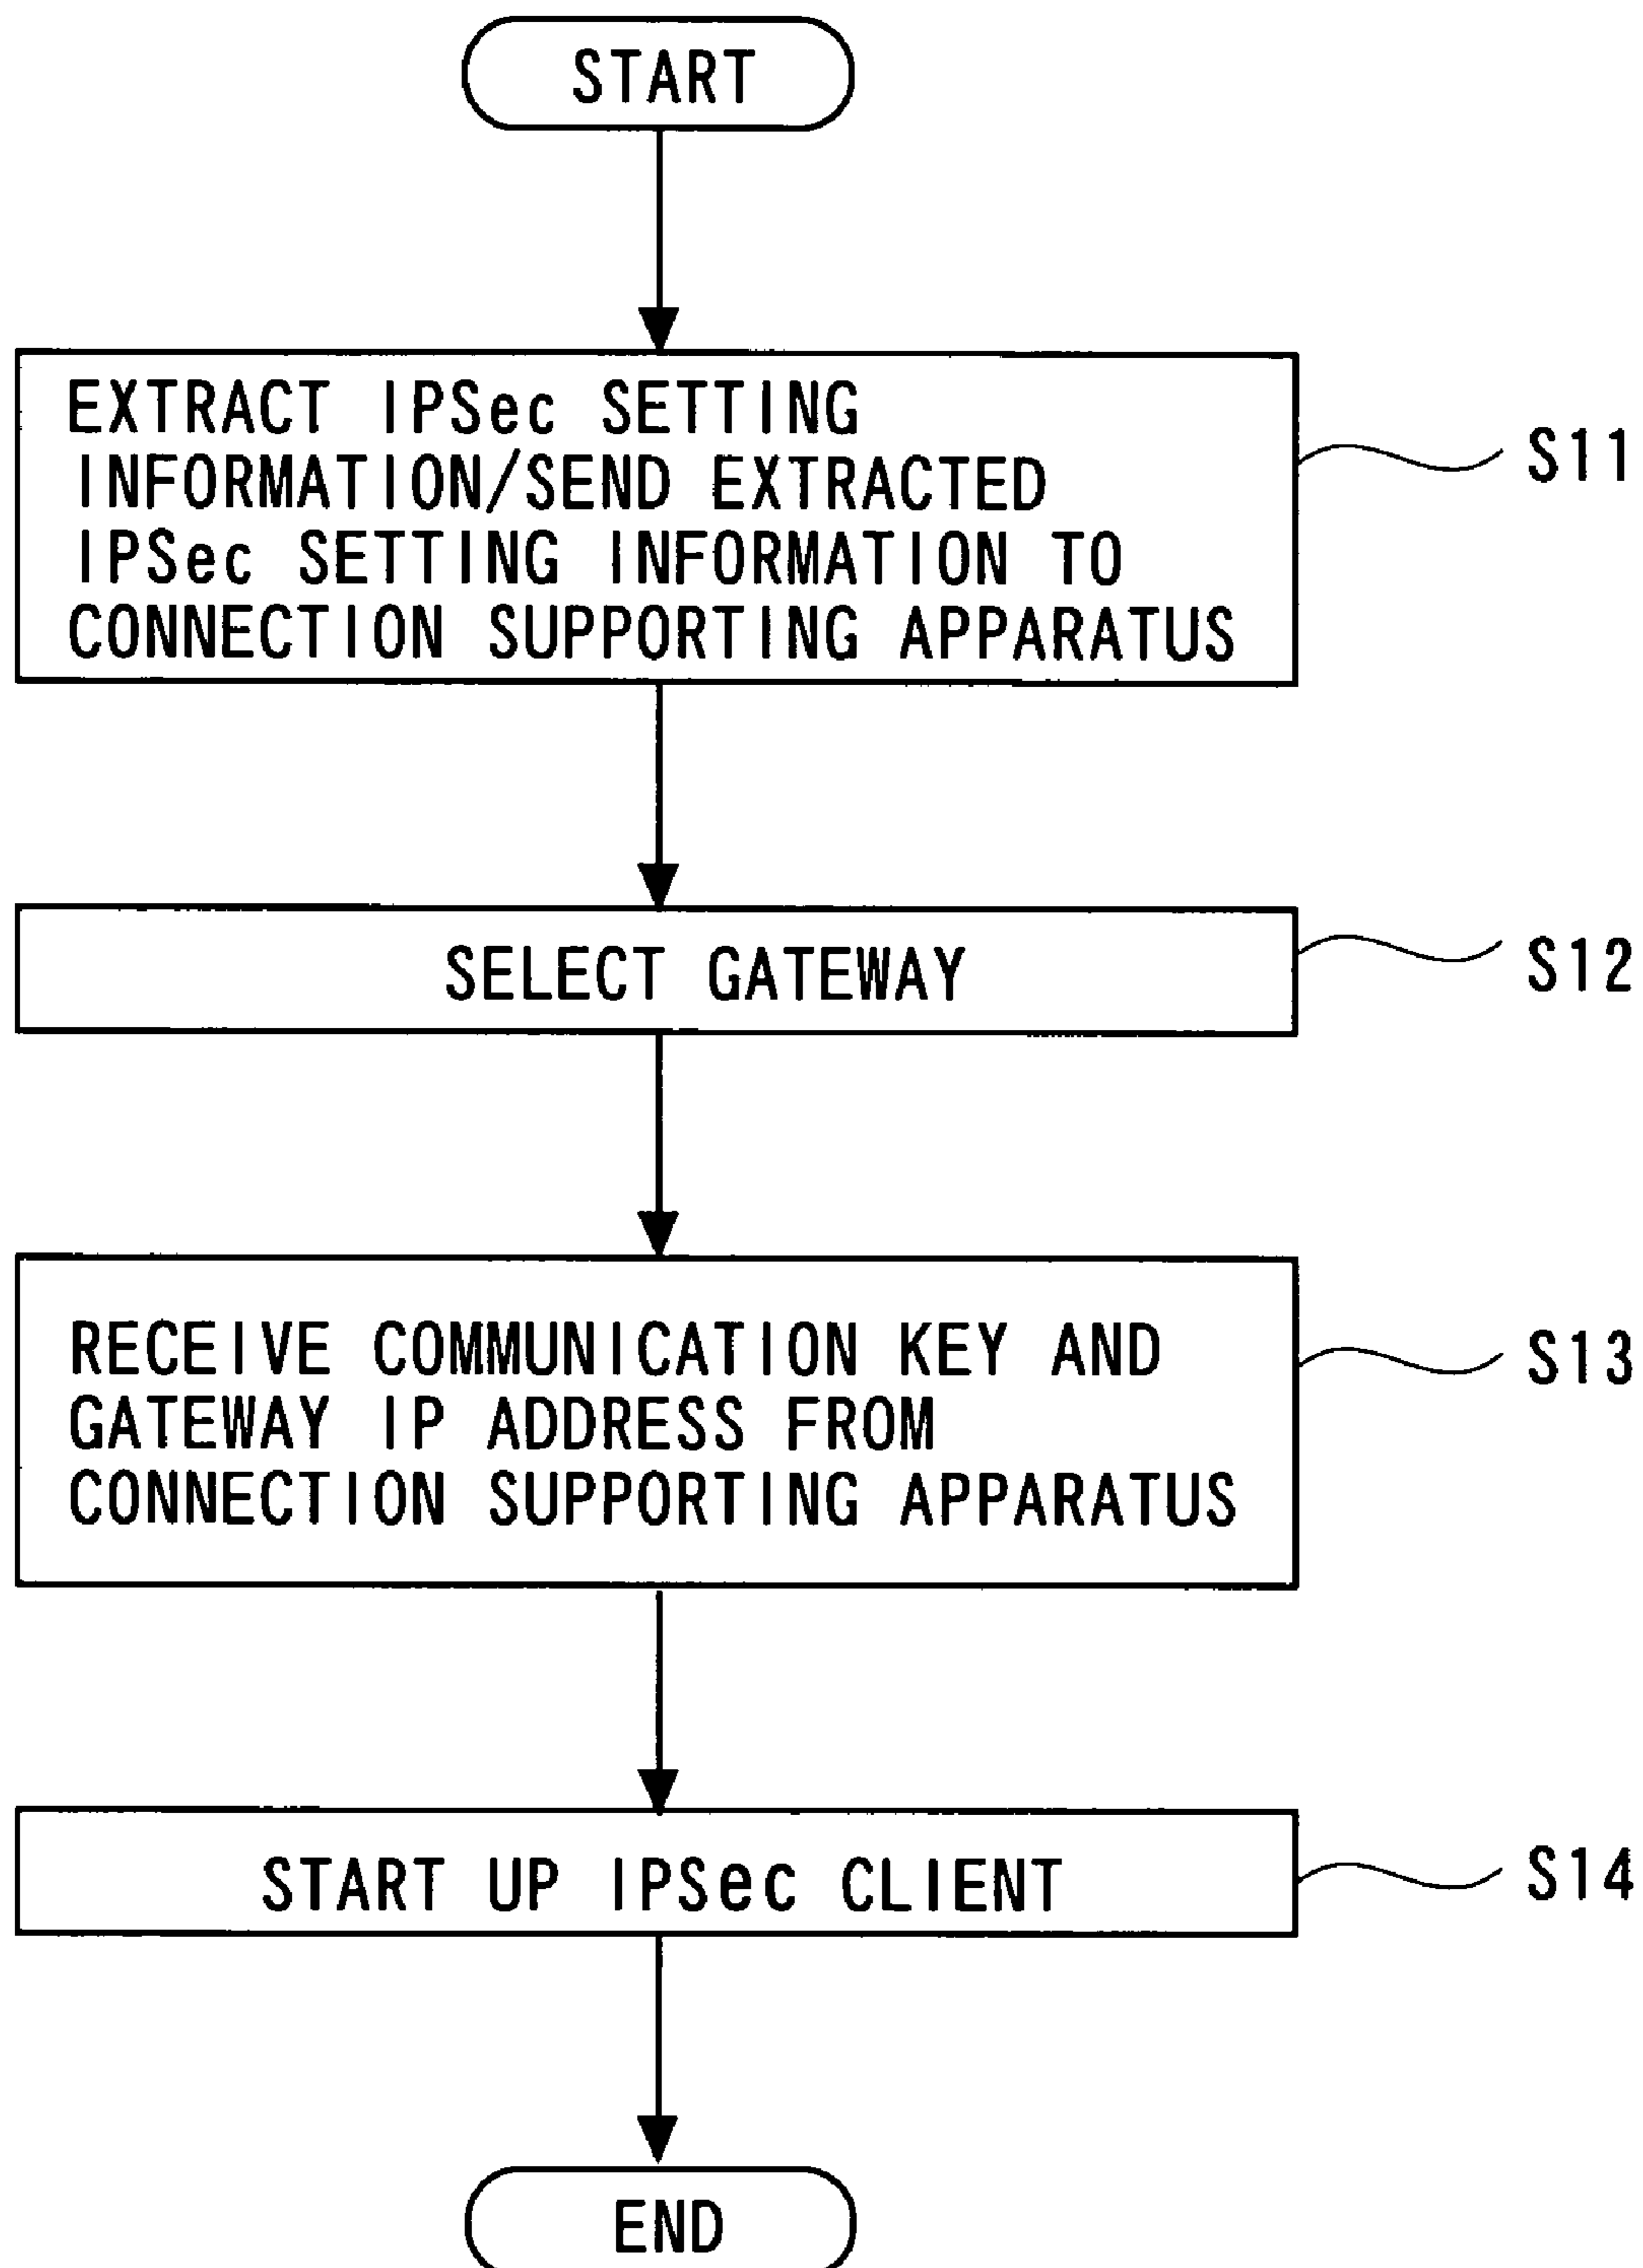 START
EXTRACT IPSec SETTING
INFORMATION/SEND EXTRACTED
IPSec SETTING INFORMATION TO
CONNECTION SUPPORTING APPARATUS
S11
SELECT GATEWAY
S12
RECEIVE COMMUNICATION KEY AND
GATEWAY IP ADDRESS FROM
CONNECTION SUPPORTING APPARATUS
S13
START UP IPSec CLIENT
S14
END